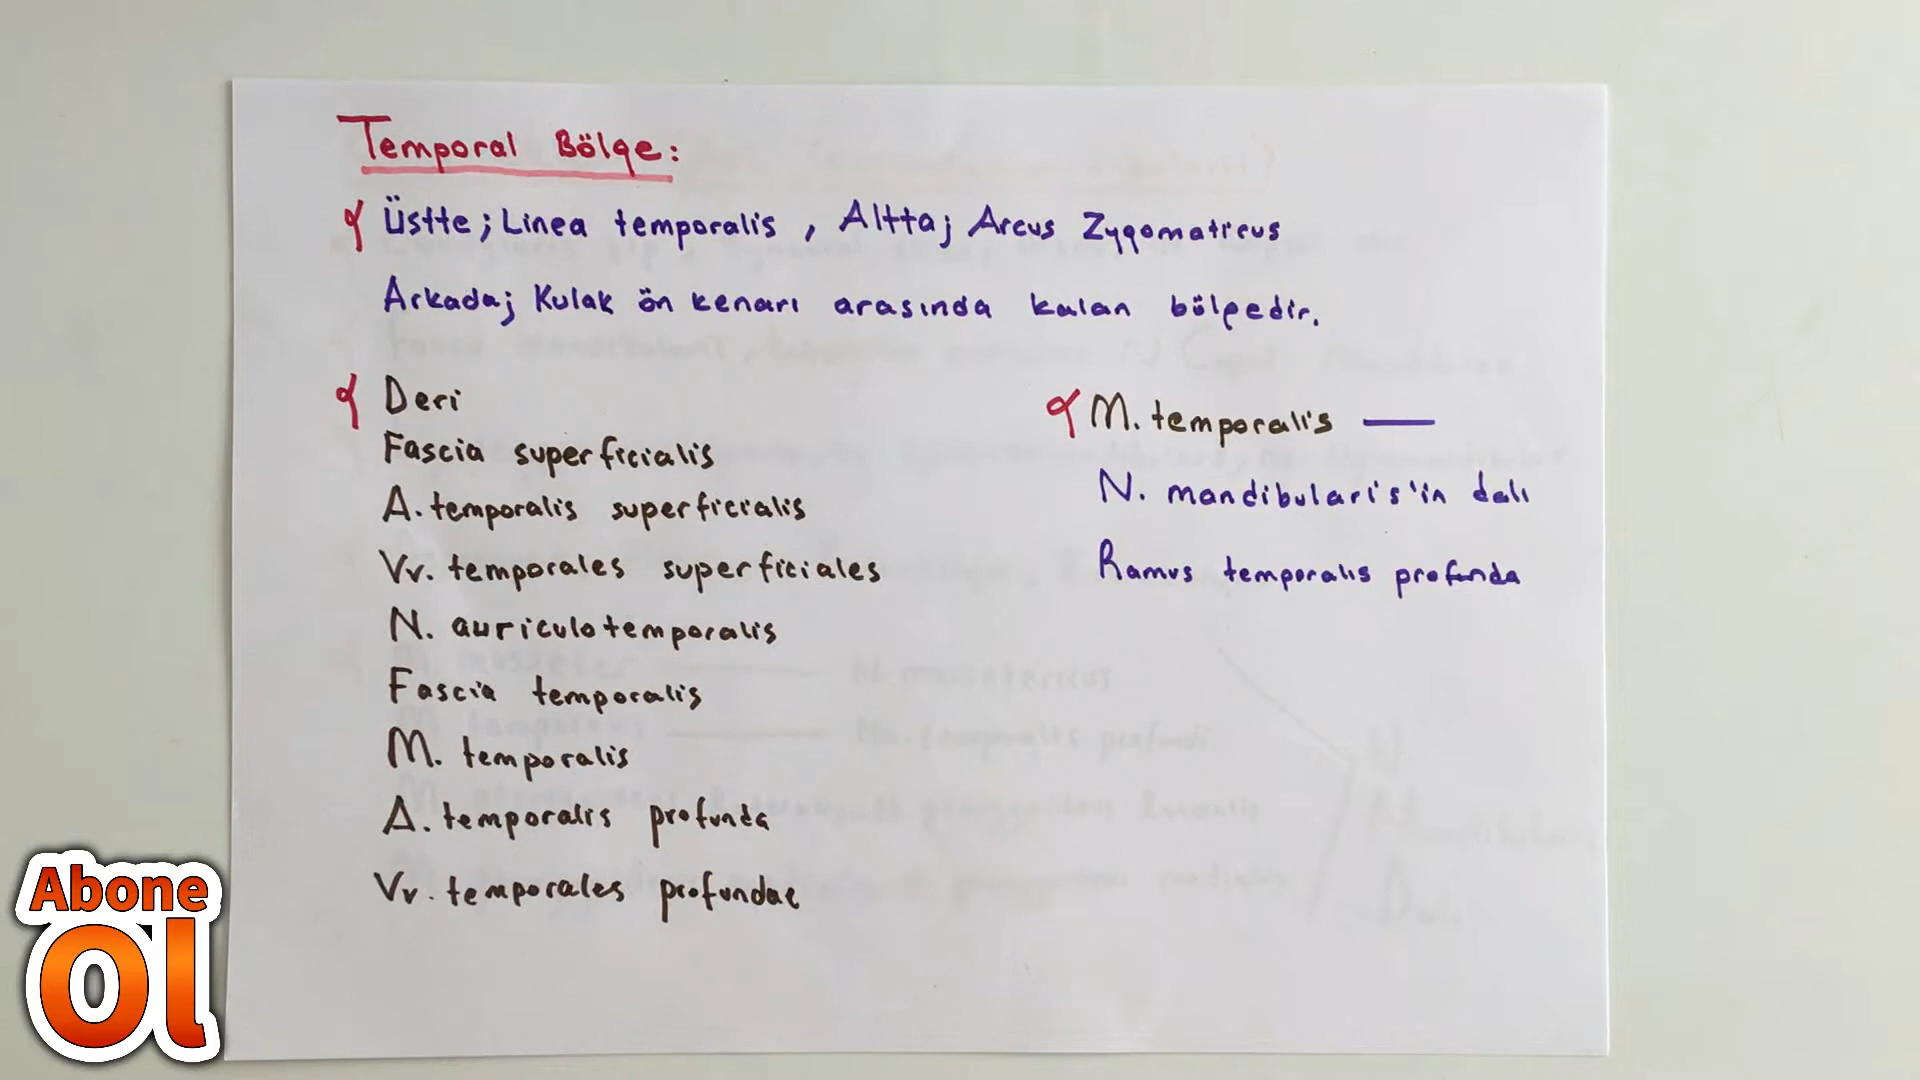 Temporal Bölge:
Üstte; Linea temporalis, Altta; Arcus Zygomaticus
Arkada; Kulak ön kenarı arasında kalan bölgedir.
Deri
Fascia superficialis
A. temporalis superficialis
Vv. temporales superficiales
N. auriculotemporalis
Fascia temporalis
M. temporalis
A. temporalis profunda
Vv. temporales profundae
M. temporalis —
N. mandibularis'in dalı
Ramus temporalis profunda
Abone
Ol